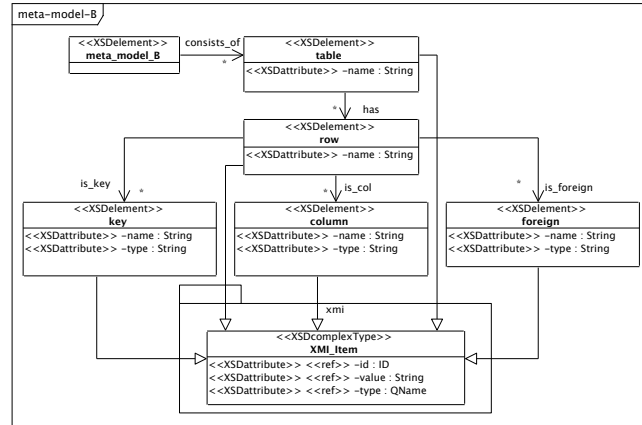 meta-model-B
<<XSDelement>>
meta_model_B
consists_of
*
<<XSDelement>>
table
<<XSDattribute>> -name : String
*
has
<<XSDelement>>
row
<<XSDattribute>> -name : String
is_key
*
*
is_col
*
is_foreign
<<XSDelement>>
key
<<XSDattribute>> -name : String
<<XSDattribute>> -type : String
<<XSDelement>>
column
<<XSDattribute>> -name : String
<<XSDattribute>> -type : String
<<XSDelement>>
foreign
<<XSDattribute>> -name : String
<<XSDattribute>> -type : String
xmi
<<XSDcomplexType>>
XMI_Item
<<XSDattribute>> <<ref>> -id : ID
<<XSDattribute>> <<ref>> -value : String
<<XSDattribute>> <<ref>> -type : QName